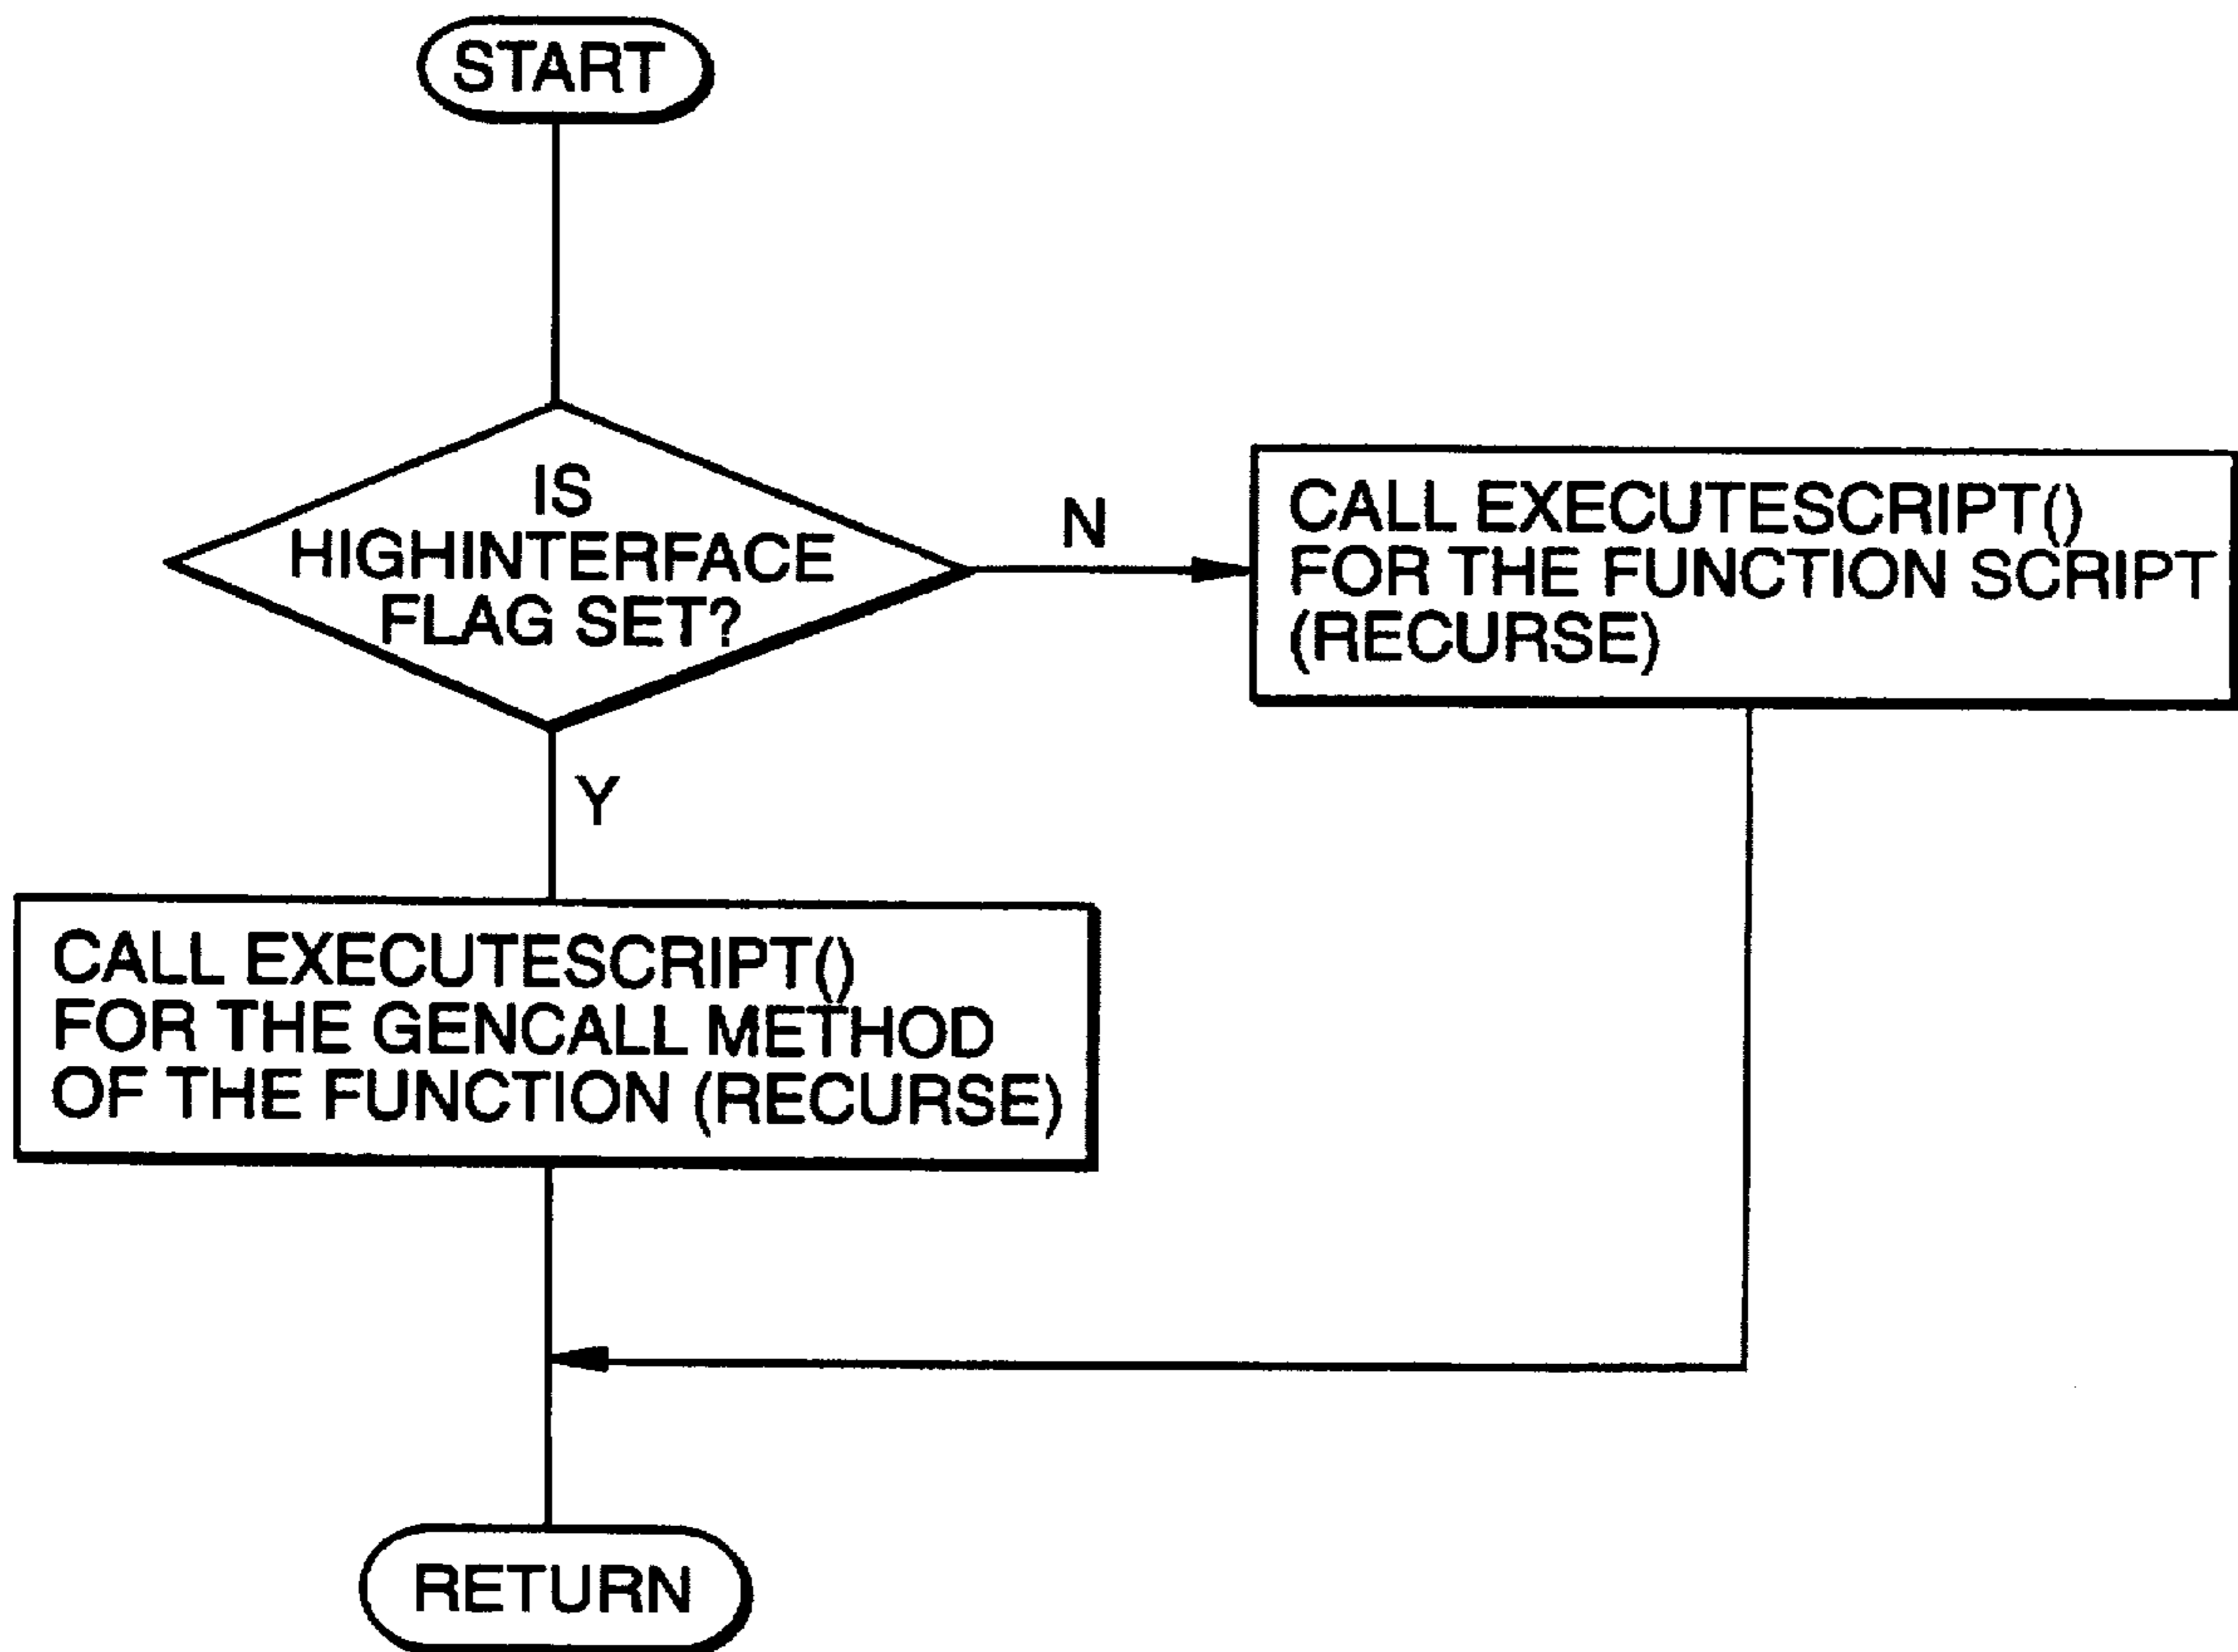 START
IS
HIGHINTERFACE
FLAG SET?
N
CALL EXECUTESCRIPT()
FOR THE FUNCTION SCRIPT
(RECURSE)
Y
CALL EXECUTESCRIPT()
FOR THE GENCALL METHOD
OF THE FUNCTION (RECURSE)
RETURN